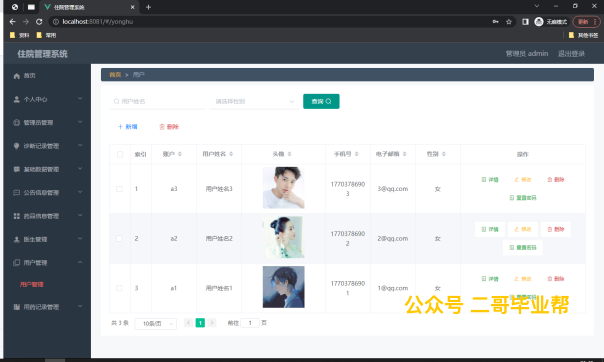 住院管理系统
localhost:8081/#/yonghu
无痕模式
更新
资料
常用
其他书签
住院管理系统
管理员 admin
退出登录
首页
个人中心
管理员管理
诊断记录管理
基础数据管理
公告信息管理
药品信息管理
医生管理
用户管理
用户管理
用药记录管理
首页 > 用户
用户姓名
请选择性别
查询
+ 新增
删除
索引 账户 用户姓名 头像 手机号 电子邮箱 性别 操作
1 a3 用户姓名3 17703786903 3@qq.com 女 详情 修改 删除
重置密码
2 a2 用户姓名2 17703786902 2@qq.com 女 详情 修改 删除
重置密码
3 a1 用户姓名1 17703786901 1@qq.com 女 详情 修改 删除
公众号 二哥毕业帮
共 3 条 10条/页 1 前往 1 页